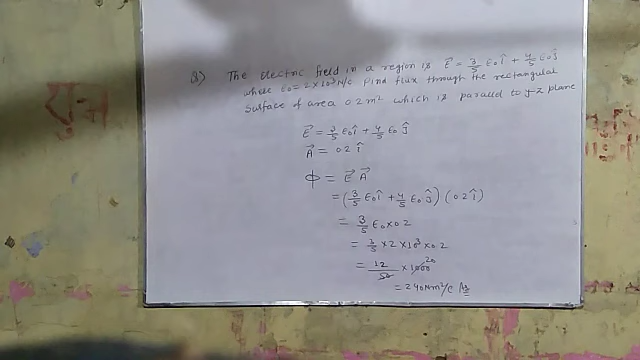 Q) The electric field in a region is E⃗ = 3/5 E0 î + 4/5 E0 ĵ
where E0 = 2×10³ N/C Find flux through the rectangular
surface of area 0.2 m² which is parallel to y-z plane
E⃗ = 3/5 E0 î + 4/5 E0 ĵ
A⃗ = 0.2 î
ϕ = E⃗ A⃗
= (3/5 E0 î + 4/5 E0 ĵ) (0.2 î)
= 3/5 E0 × 0.2
= 3/5 × 2 × 10³ × 0.2
= 12/50 × 1000 20
= 240 Nm²/C Ans